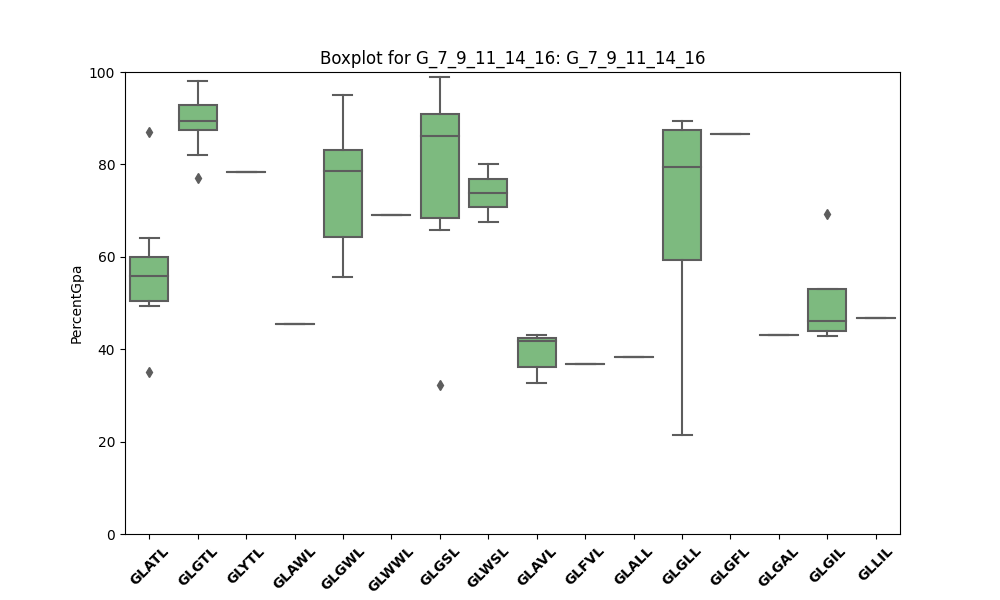 Boxplot for G_7_9_11_14_16: G_7_9_11_14_16
100
80
60
40
20
0
PercentGpa
GLATL GLGTL GLYTL GLAWL GLGWL GLWWL GLGSL GLWSL GLAVL GLFVL GLALL GLGLL GLGFL GLGAL GLGIL GLLIL